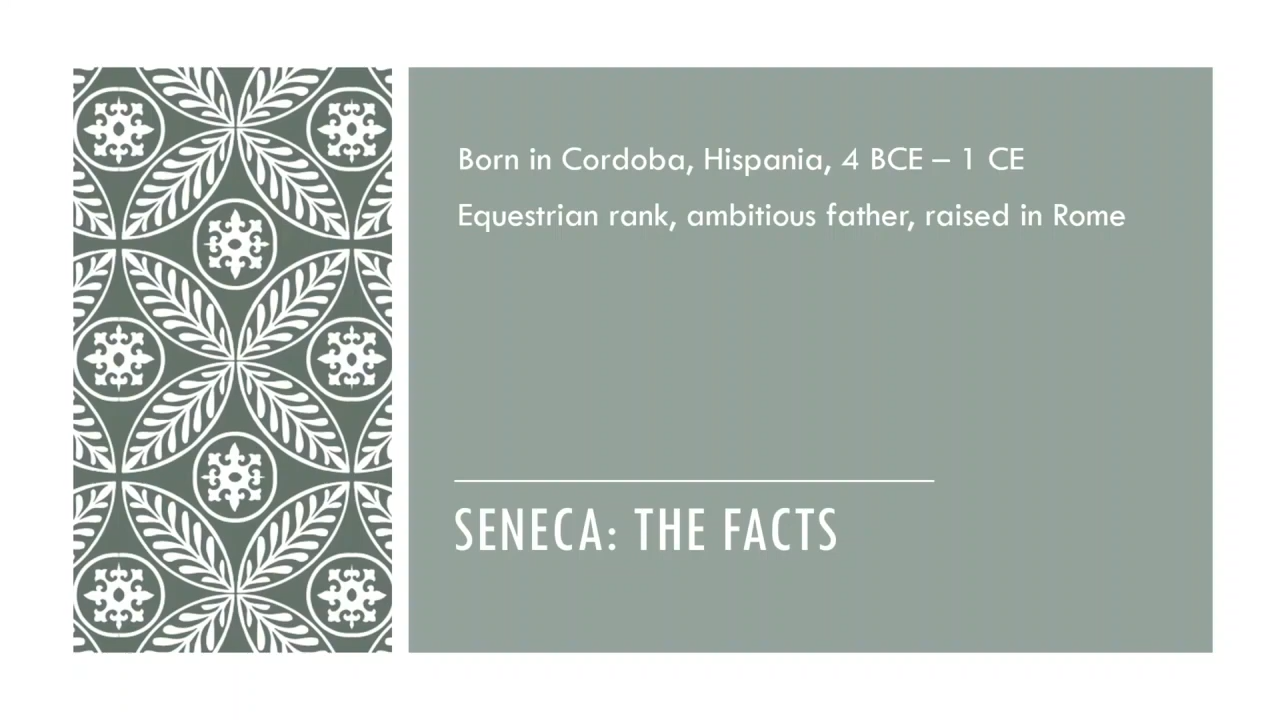 Born in Cordoba, Hispania, 4 BCE – 1 CE
Equestrian rank, ambitious father, raised in Rome
SENECA: THE FACTS